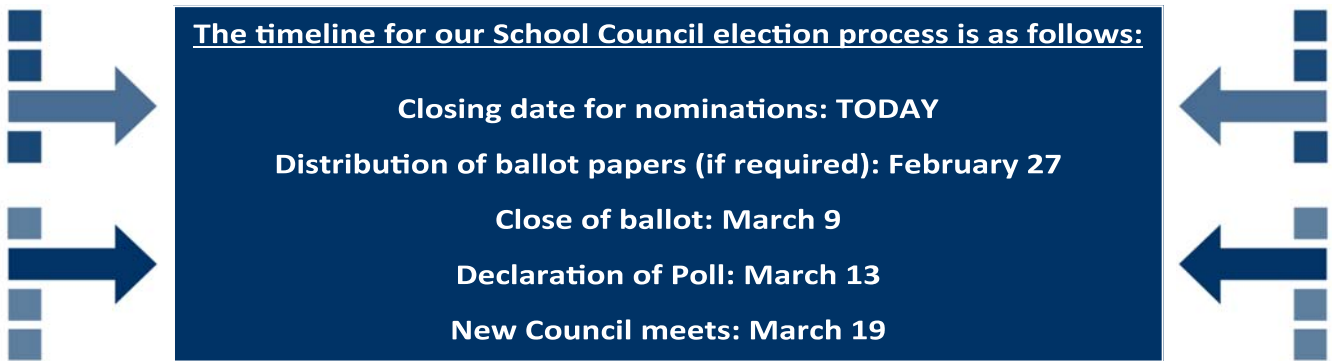 The timeline for our School Council election process is as follows:
Closing date for nominations: TODAY
Distribution of ballot papers (if required): February 27
Close of ballot: March 9
Declaration of Poll: March 13
New Council meets: March 19